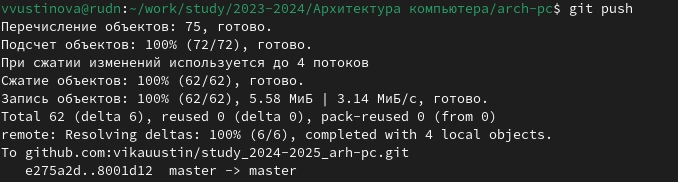 vvustinova@rudn:~/work/study/2023-2024/Архитектура компьютера/arch-pc$ git push
Перечисление объектов: 75, готово.
Подсчет объектов: 100% (72/72), готово.
При сжатии изменений используется до 4 потоков
Сжатие объектов: 100% (62/62), готово.
Запись объектов: 100% (62/62), 5.58 МиБ | 3.14 МиБ/с, готово.
Total 62 (delta 6), reused 0 (delta 0), pack-reused 0 (from 0)
remote: Resolving deltas: 100% (6/6), completed with 4 local objects.
To github.com:vikauustin/study_2024-2025_arh-pc.git
   e275a2d..8001d12  master -> master